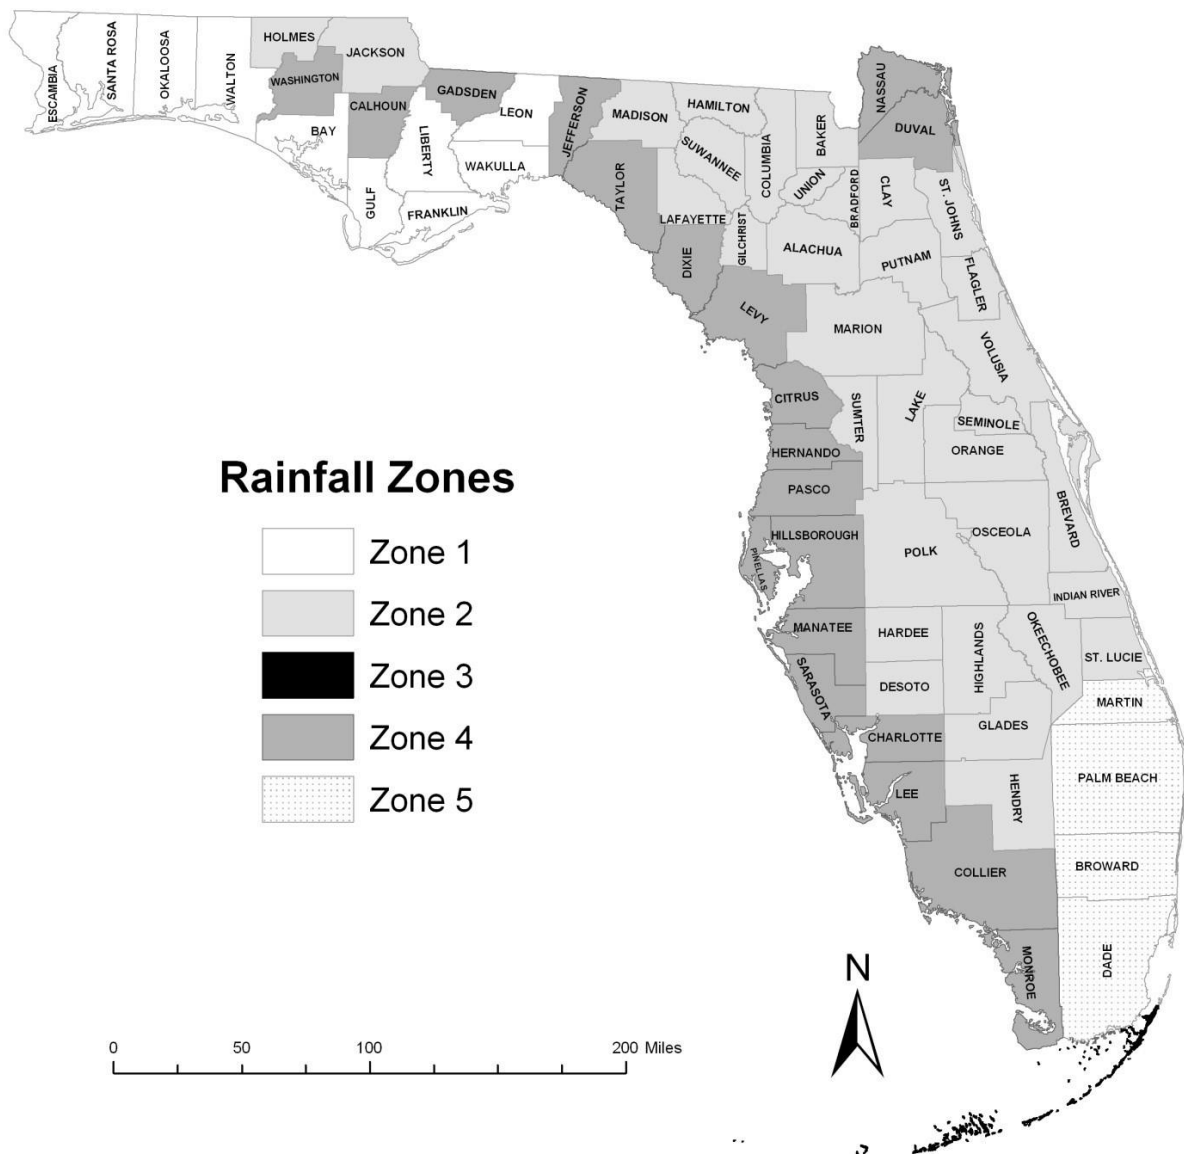 HOLMES
JACKSON
WASHINGTON
ESCAMBIA
SANTA ROSA
OKALOOSA
WALTON
CALHOUN
GADSDEN
LEON
JEFFERSON
MADISON
HAMILTON
NASSAU
DUVAL
BAKER
COLUMBIA
SUWANNEE
BAY
LIBERTY
WAKULLA
GULF
FRANKLIN
TAYLOR
LAFAYETTE
UNION
BRADFORD
CLAY
ST. JOHNS
GILCHRIST
ALACHUA
PUTNAM
FLAGLER
DIXIE
LEVY
MARION
VOLUSIA
CITRUS
SUMTER
LAKE
SEMINOLE
ORANGE
HERNANDO
PASCO
BREVARD
HILLSBOROUGH
PINELLAS
POLK
OSCEOLA
INDIAN RIVER
MANATEE
HARDEE
HIGHLANDS
OKEECHOBEE
ST. LUCIE
SARASOTA
DESOTO
MARTIN
CHARLOTTE
GLADES
LEE
HENDRY
PALM BEACH
COLLIER
BROWARD
MONROE
DADE
Rainfall Zones
Zone 1
Zone 2
Zone 3
Zone 4
Zone 5
N
0 50 100 200 Miles